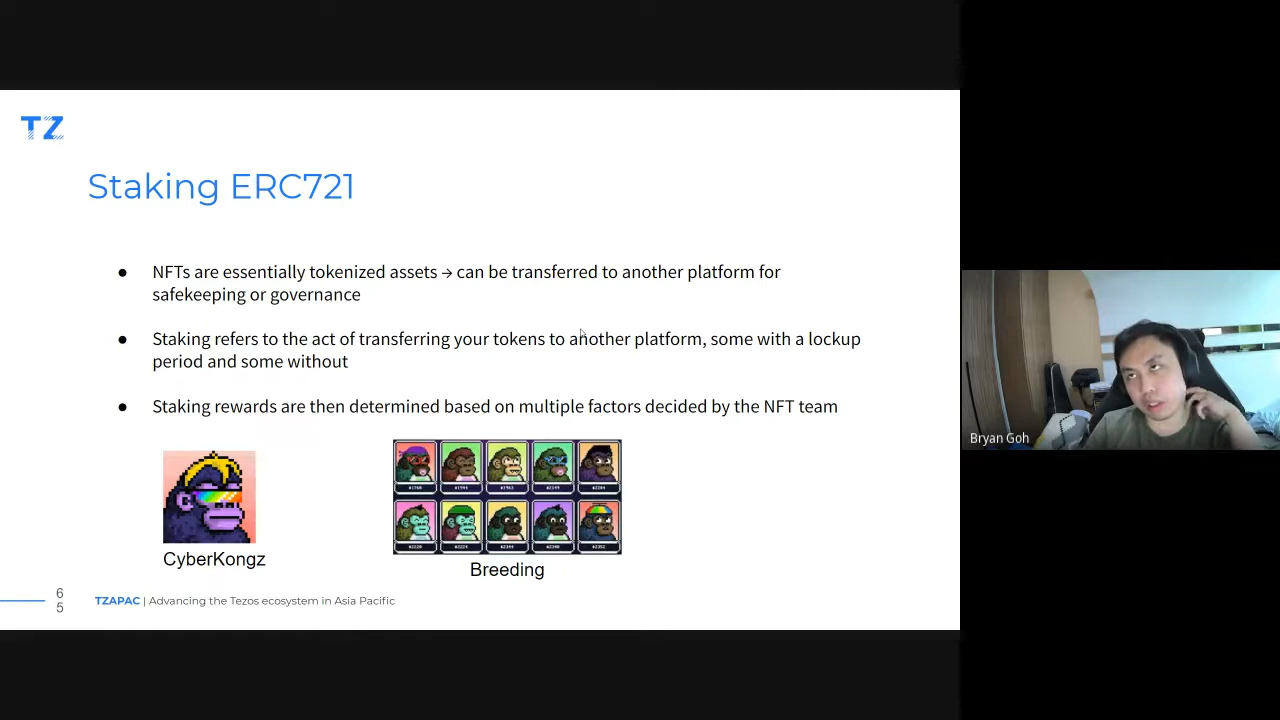 TZ
Staking ERC721
● NFTs are essentially tokenized assets → can be transferred to another platform for
safekeeping or governance
● Staking refers to the act of transferring your tokens to another platform, some with a lockup
period and some without
● Staking rewards are then determined based on multiple factors decided by the NFT team
CyberKongz
Breeding
6
5
TZAPAC | Advancing the Tezos ecosystem in Asia Pacific
Bryan Goh